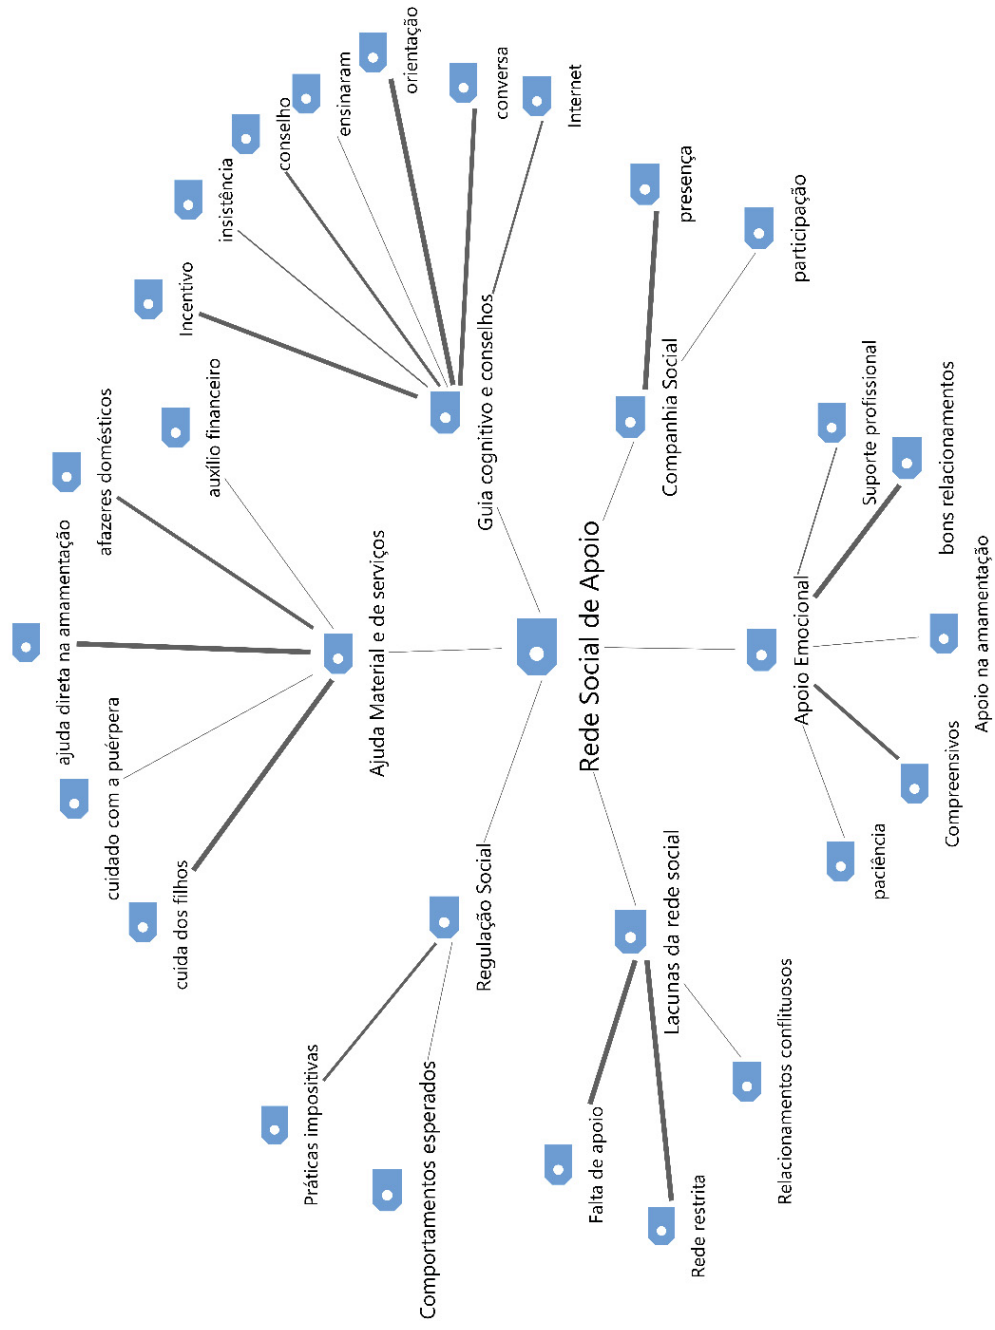 Rede Social de Apoio
Ajuda Material e de serviços
cuida dos filhos
cuidado com a puérpera
ajuda direta na amamentação
afazeres domésticos
auxílio financeiro
Guia cognitivo e conselhos
Incentivo
insistência
conselho
ensinaram
orientação
conversa
Internet
Companhia Social
presença
participação
Apoio Emocional
Suporte profissional
bons relacionamentos
Apoio na amamentação
Compreensivos
paciência
Lacunas da rede social
Relacionamentos conflituosos
Rede restrita
Falta de apoio
Regulação Social
Comportamentos esperados
Práticas impositivas